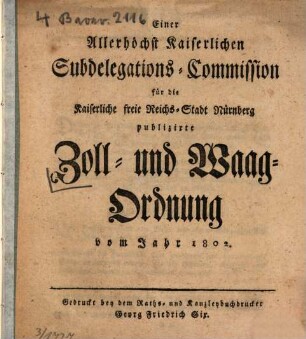 4 Bavar. 2116
Einer
Allerhöchst Kaiserlichen
Subdelegations-Commission
für die
Kaiserliche freie Reichs-Stadt Nürnberg
publizirte
Zoll- und Waag-
Ordnung
vom Jahr 1802.
Gedruckt bey dem Raths- und Kanzleybuchdrucker
Georg Friedrich Six.